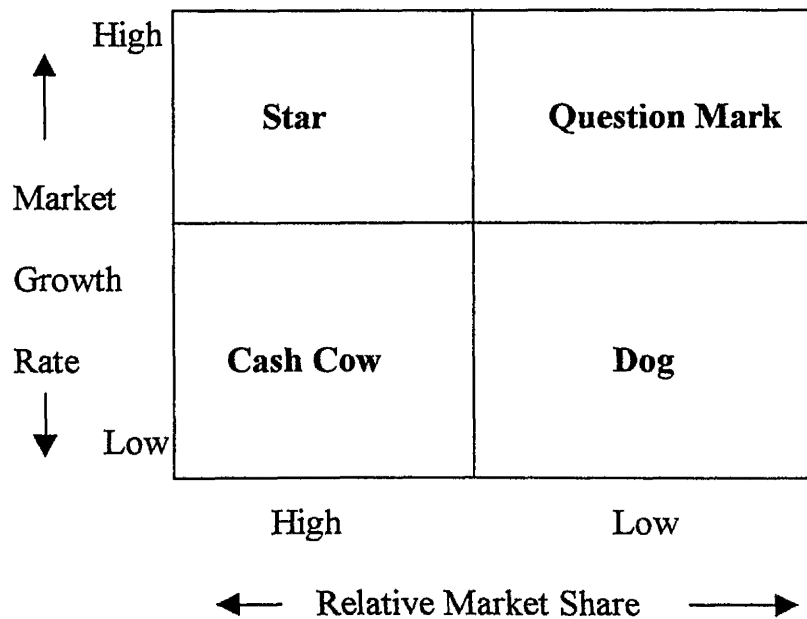 High
Star Question Mark
Market
Growth
Rate
Cash Cow Dog
Low
High Low
Relative Market Share